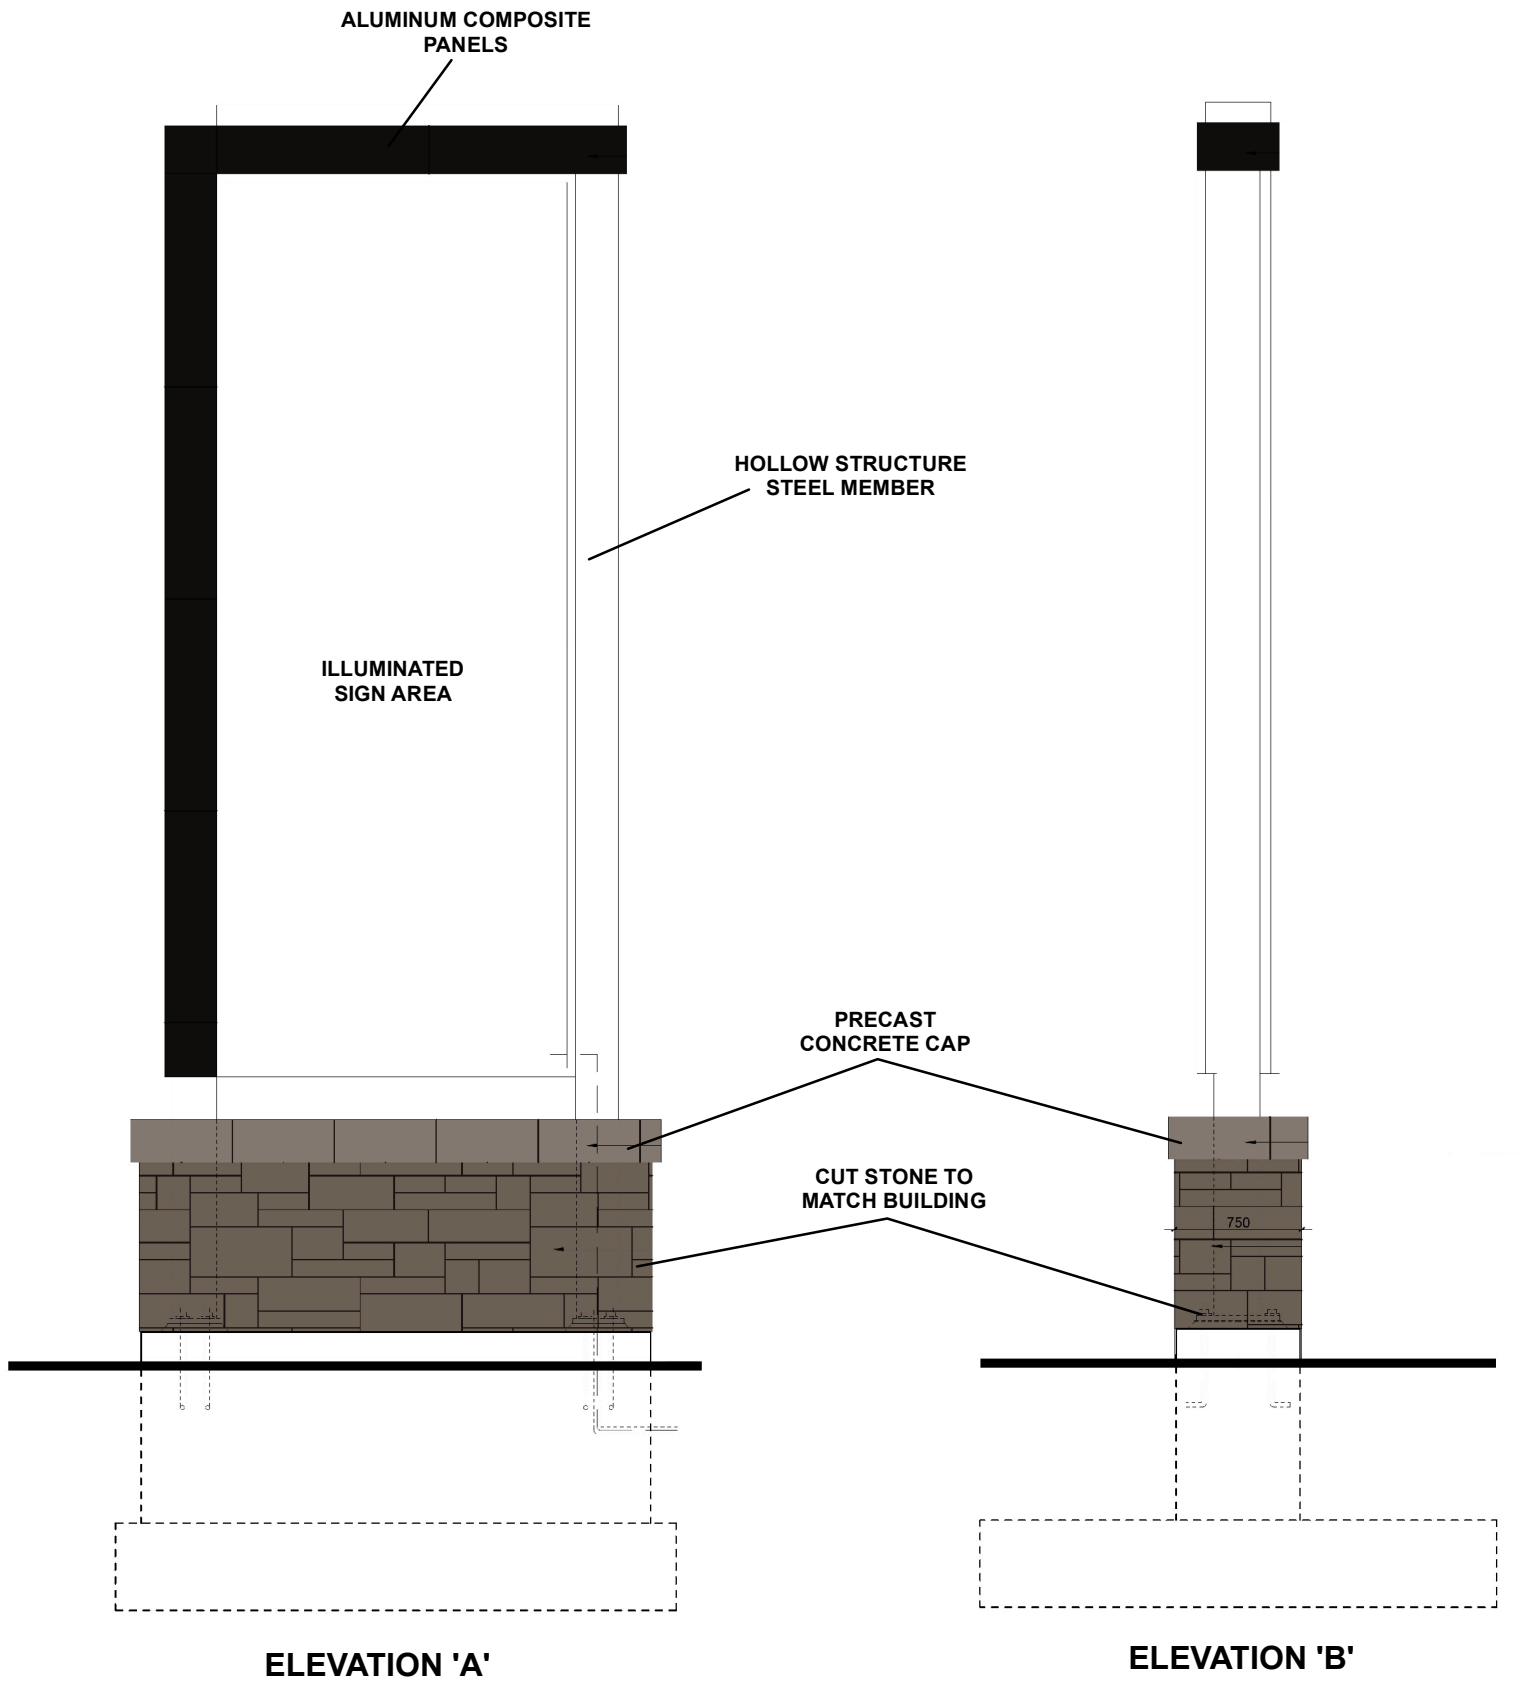 ALUMINUM COMPOSITE
PANELS
HOLLOW STRUCTURE
STEEL MEMBER
ILLUMINATED
SIGN AREA
PRECAST
CONCRETE CAP
CUT STONE TO
MATCH BUILDING
750
ELEVATION 'A'
ELEVATION 'B'